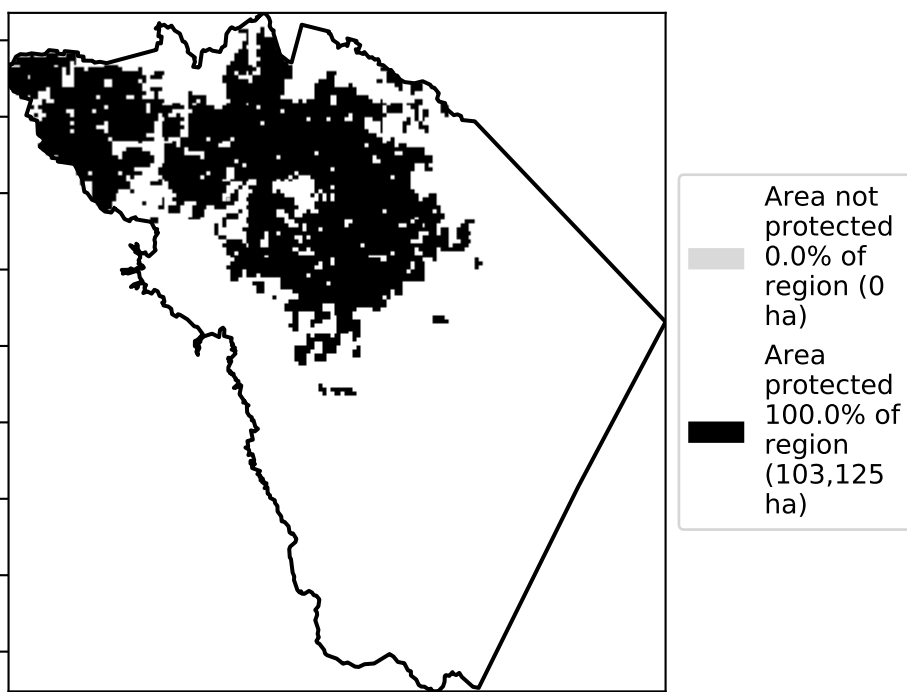 Area not
protected
0.0% of
region (0
ha)
Area
protected
100.0% of
region
(103,125
ha)